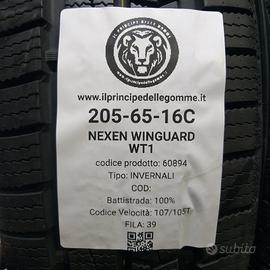 IL PRINCIPE DELLE GOMME
www.ilprincipedellegomme.it
205-65-16C
NEXEN WINGUARD
WT1
codice prodotto: 60894
Tipo: INVERNALI
COD:
Battistrada: 100%
Codice Velocità: 107/105T
FILA: 39
subito